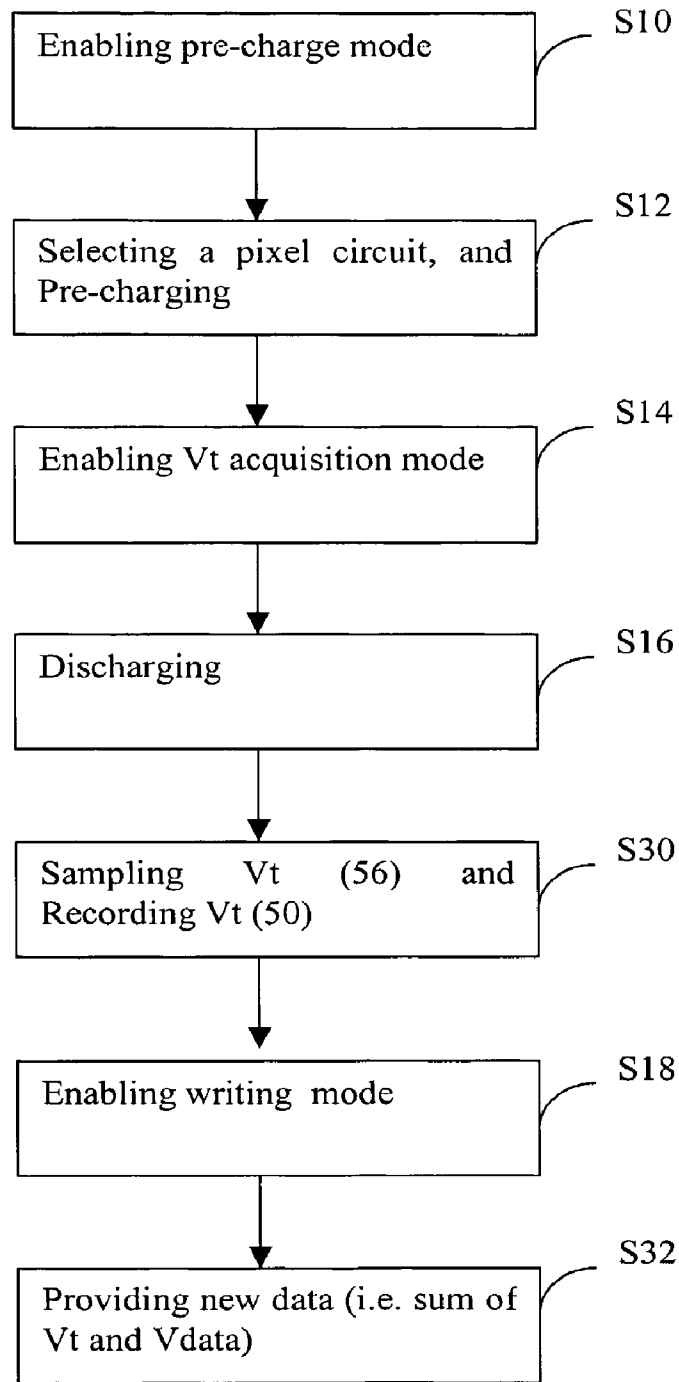 S10
Enabling pre-charge mode
S12
Selecting a pixel circuit, and
Pre-charging
S14
Enabling Vt acquisition mode
S16
Discharging
S30
Sampling Vt (56) and
Recording Vt (50)
S18
Enabling writing mode
S32
Providing new data (i.e. sum of
Vt and Vdata)